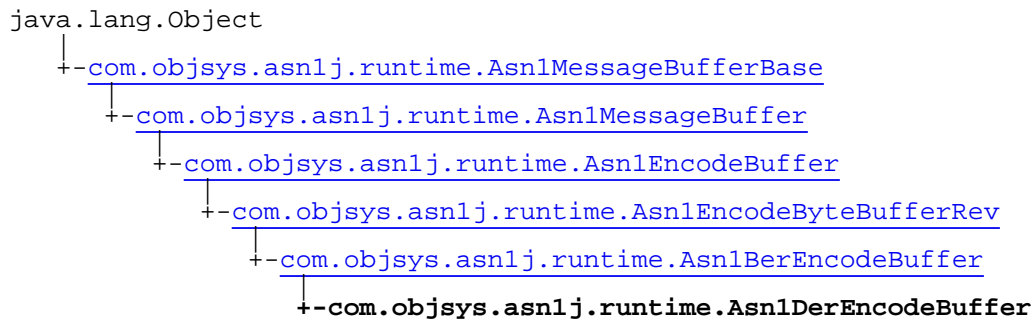 java.lang.Object
+-com.objsys.asn1j.runtime.Asn1MessageBufferBase
+-com.objsys.asn1j.runtime.Asn1MessageBuffer
+-com.objsys.asn1j.runtime.Asn1EncodeBuffer
+-com.objsys.asn1j.runtime.Asn1EncodeByteBufferRev
+-com.objsys.asn1j.runtime.Asn1BerEncodeBuffer
+-com.objsys.asn1j.runtime.Asn1DerEncodeBuffer